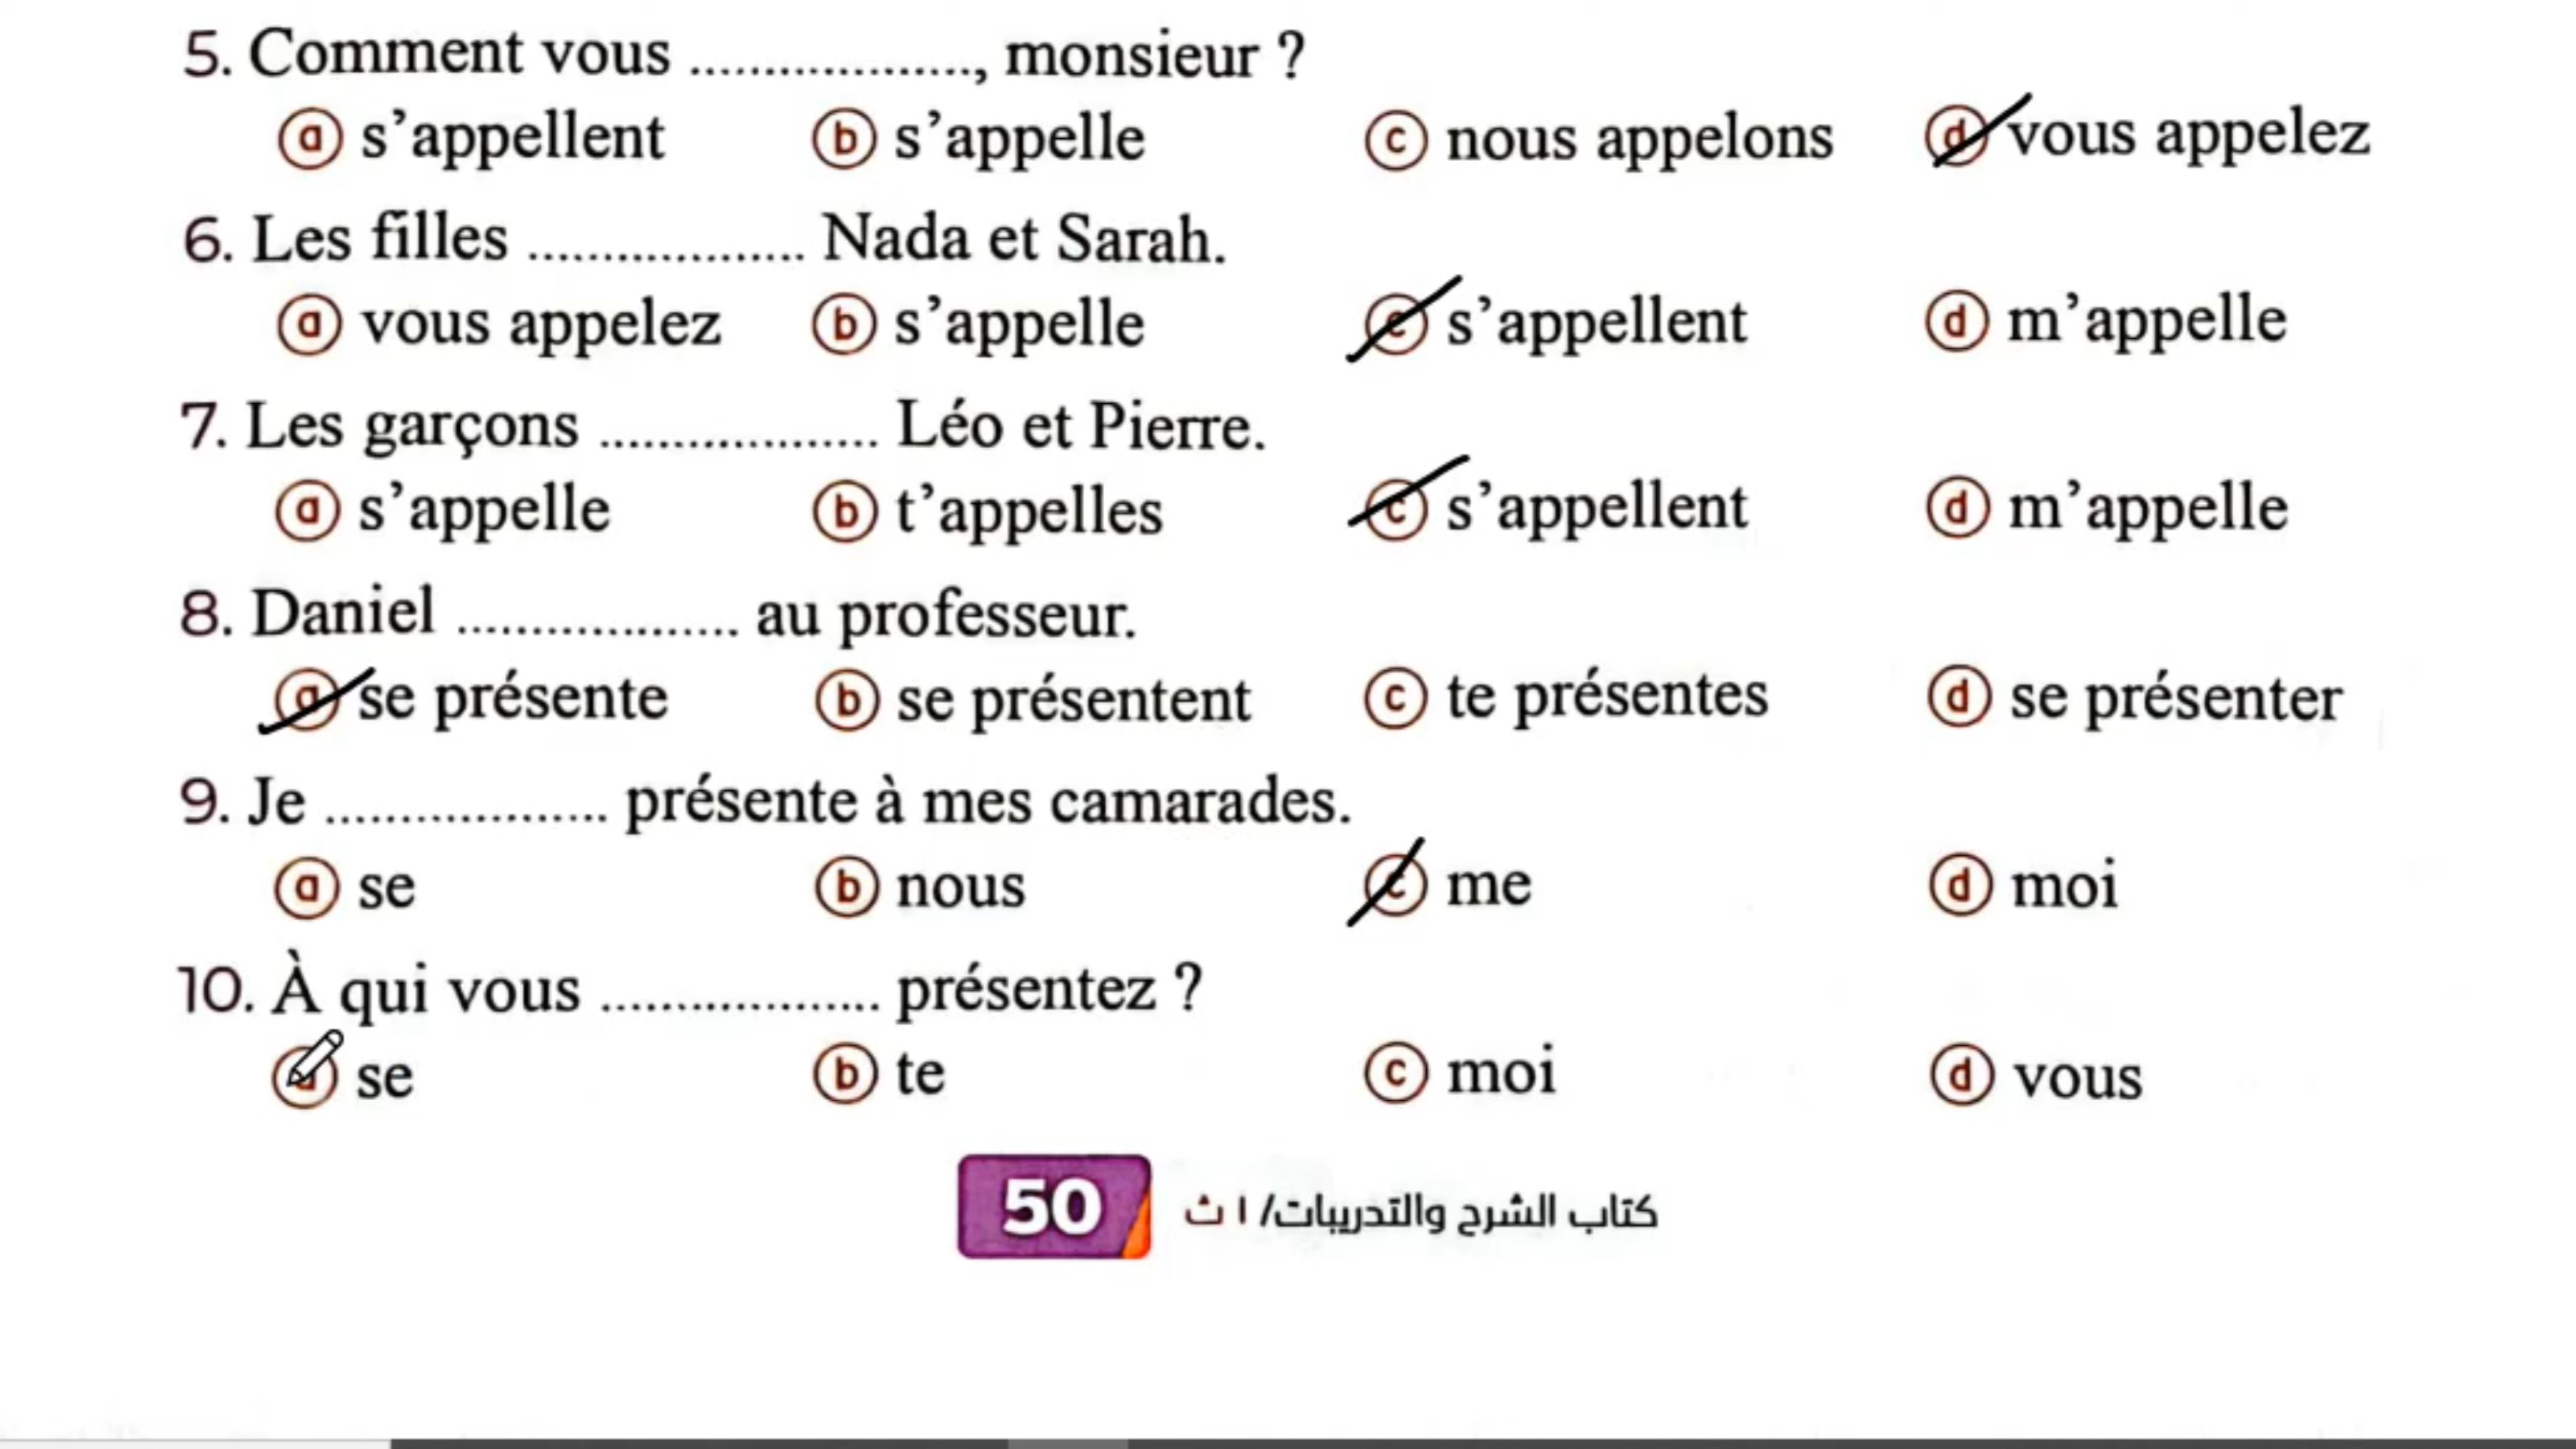 5. Comment vous ..................., monsieur ?
ⓐ s’appellent ⓑ s’appelle ⓒ nous appelons ⓓ vous appelez
6. Les filles ................... Nada et Sarah.
ⓐ vous appelez ⓑ s’appelle ⓒ s’appellent ⓓ m’appelle
7. Les garçons ................... Léo et Pierre.
ⓐ s’appelle ⓑ t’appelles ⓒ s’appellent ⓓ m’appelle
8. Daniel ................... au professeur.
ⓐ se présente ⓑ se présentent ⓒ te présentes ⓓ se présenter
9. Je ................... présente à mes camarades.
ⓐ se ⓑ nous ⓒ me ⓓ moi
10. À qui vous ................... présentez ?
ⓐ se ⓑ te ⓒ moi ⓓ vous
50 كتاب الشرح والتدريبات/ ١ ث